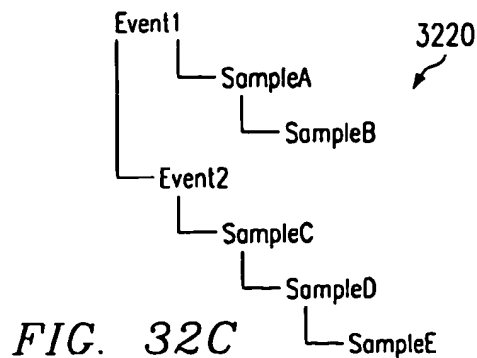 Event1
3220
SampleA
SampleB
Event2
SampleC
SampleD
SampleE
FIG. 32C